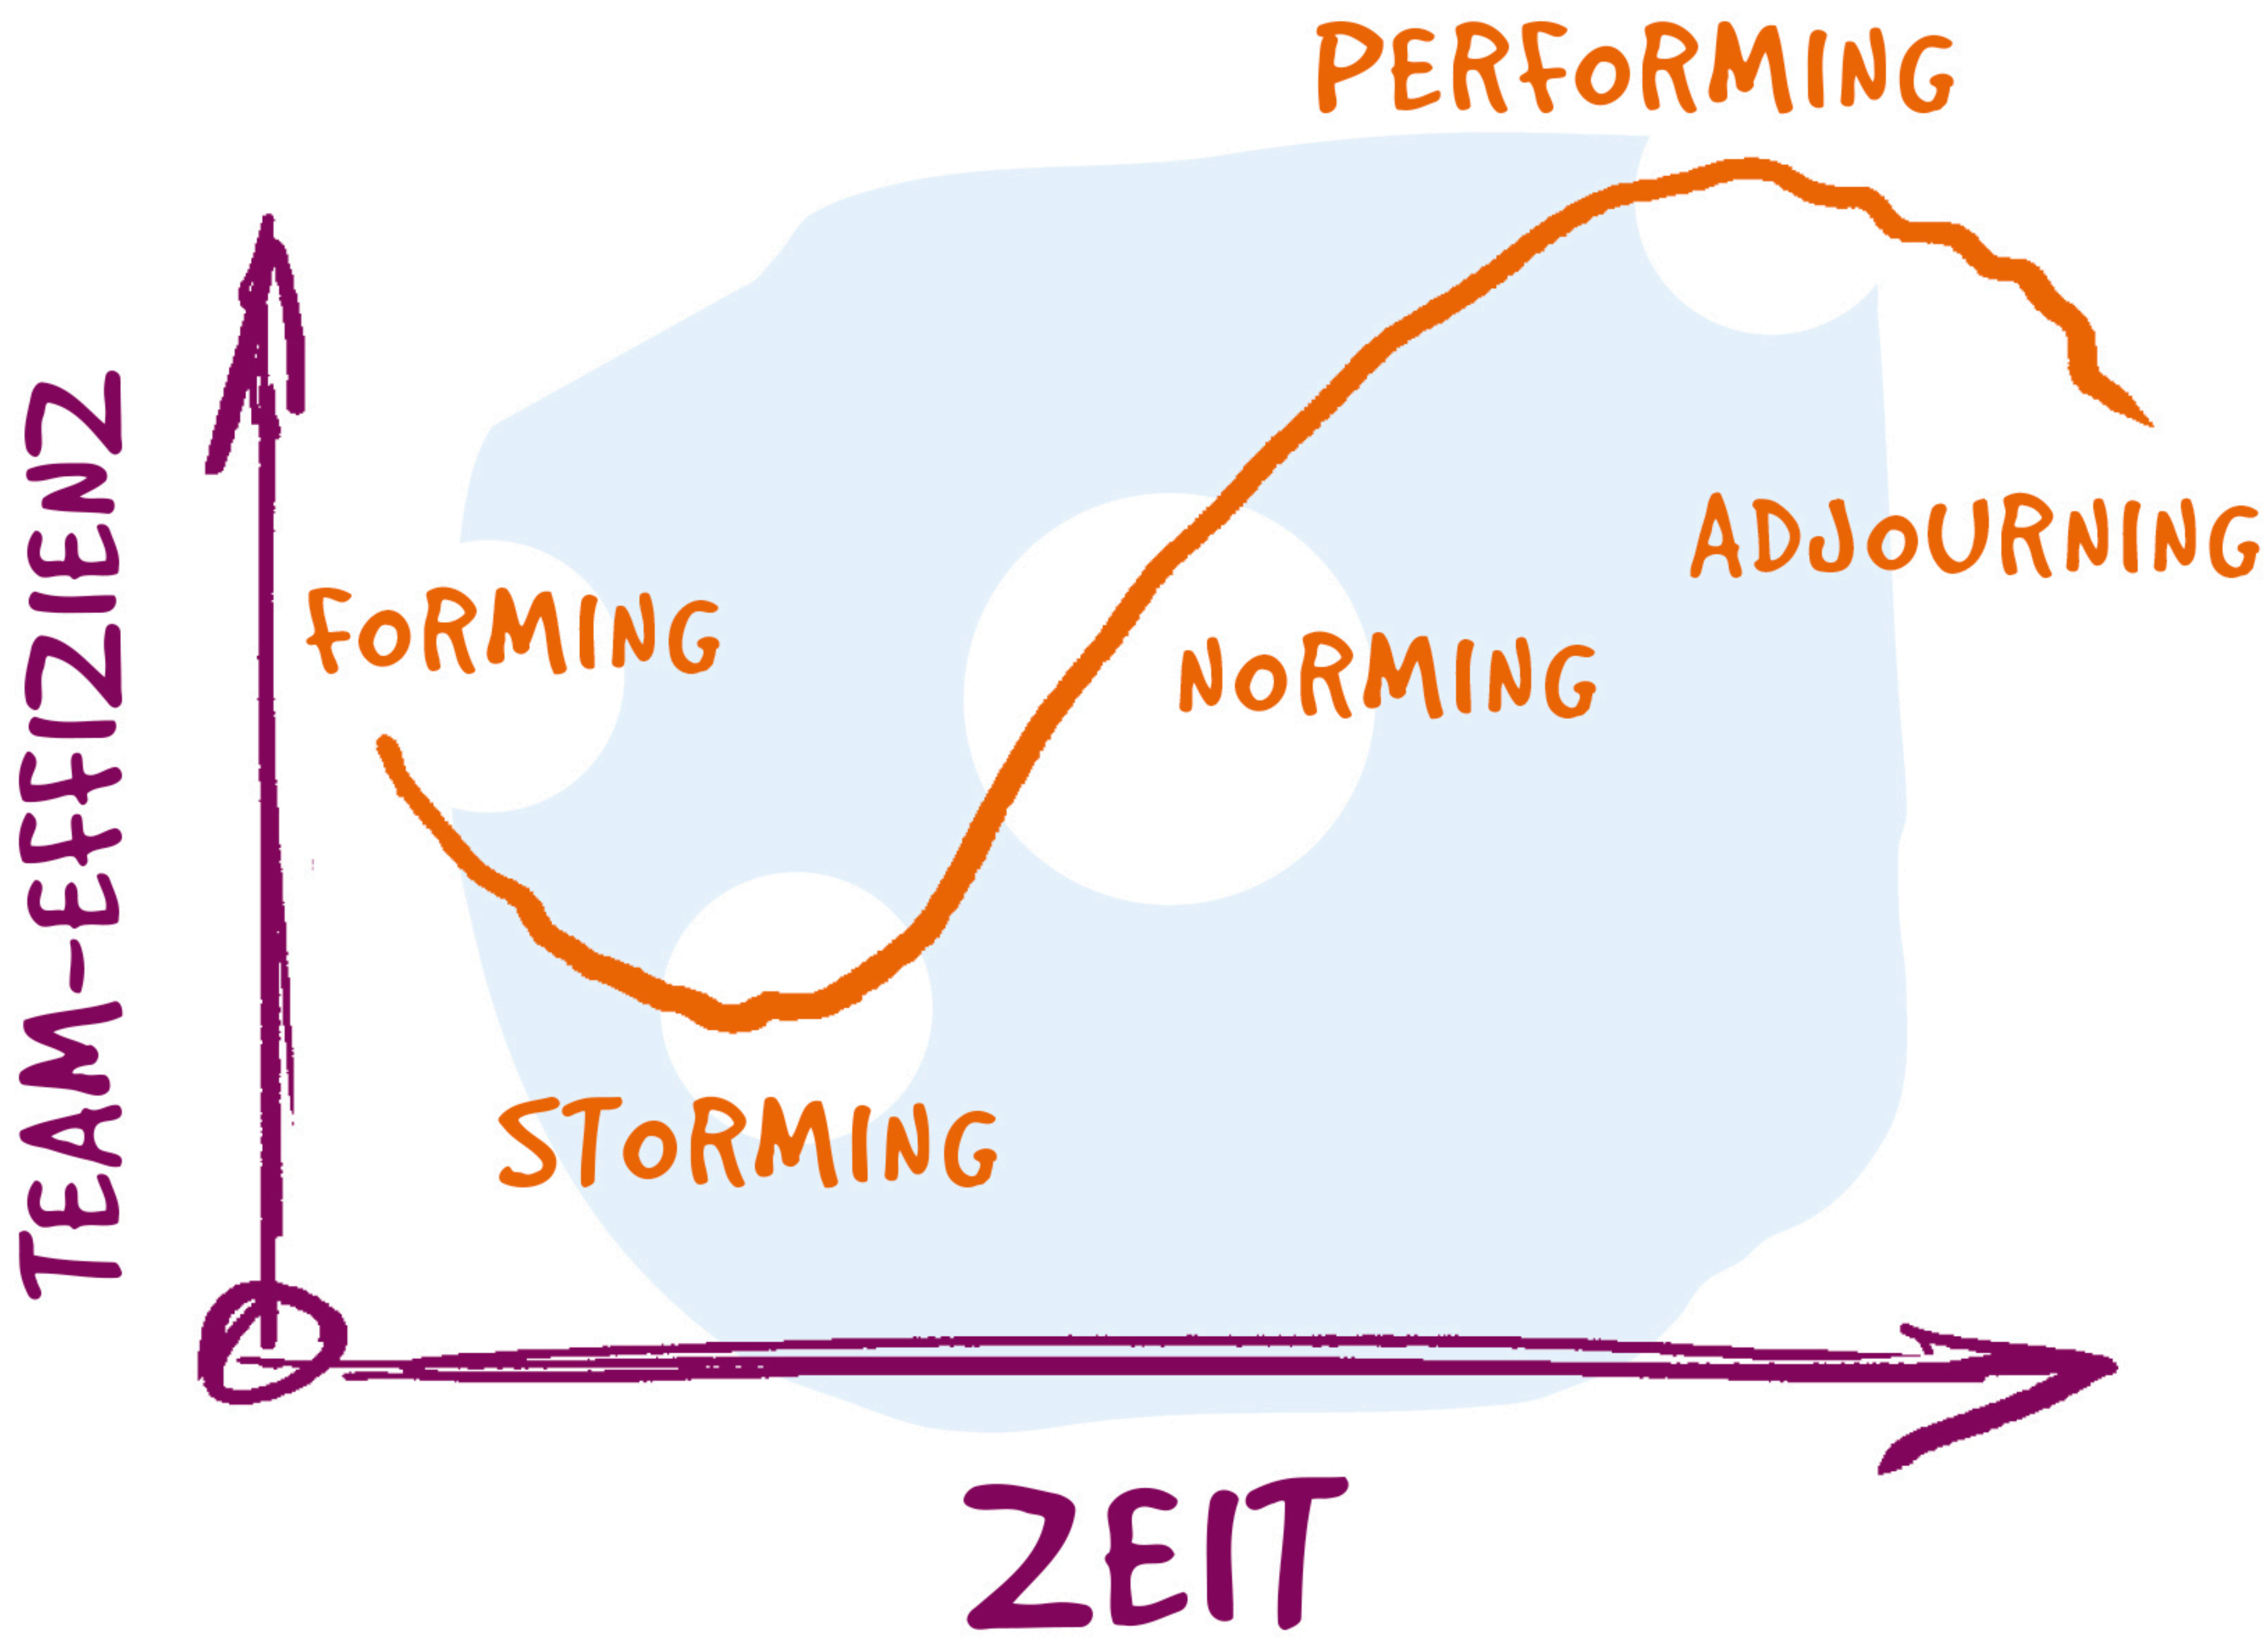 PERFORMING
ADJOURNING
FORMING
NORMING
STORMING
TEAM-EFFIZIENZ
ZEIT